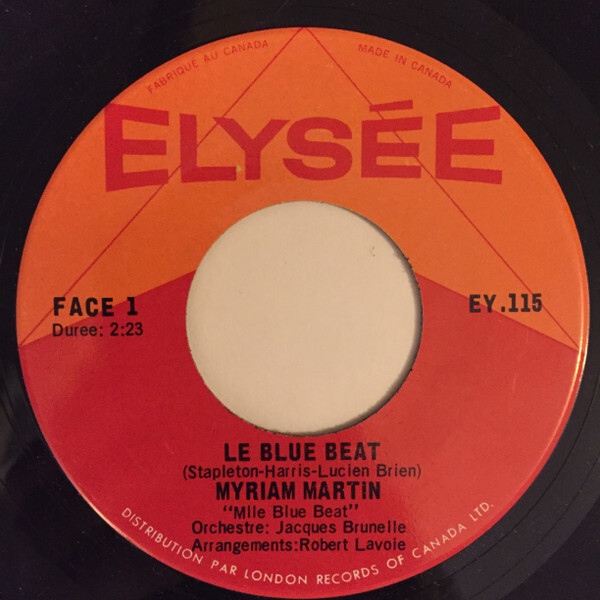 FABRIQUE AU CANADA
MADE IN CANADA
ELYSÉE
FACE 1
Duree: 2:23
EY.115
LE BLUE BEAT
(Stapleton-Harris-Lucien Brien)
MYRIAM MARTIN
"Mlle Blue Beat"
Orchestre: Jacques Brunelle
Arrangements:Robert Lavoie
DISTRIBUTION PAR LONDON RECORDS OF CANADA LTD.